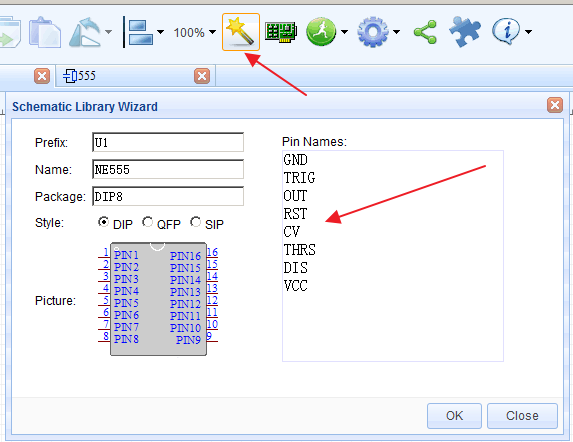 100%
555
Schematic Library Wizard
Prefix: U1
Pin Names:
Name: NE555
Package: DIP8
Style: DIP QFP SIP
Picture:
GND
TRIG
OUT
RST
CV
THRS
DIS
VCC
1 PIN1 PIN16 16
2 PIN2 PIN15 15
3 PIN3 PIN14 14
4 PIN4 PIN13 13
5 PIN5 PIN12 12
6 PIN6 PIN11 11
7 PIN7 PIN10 10
8 PIN8 PIN9 9
OK Close